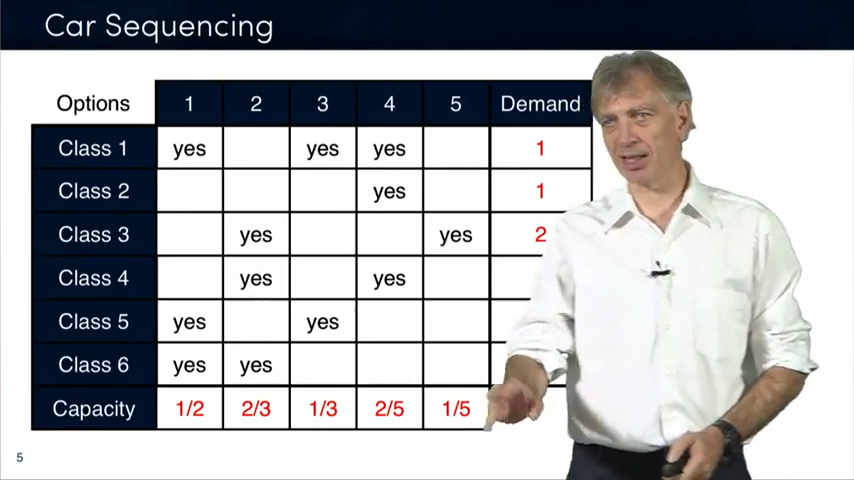 Car Sequencing
Options 1 2 3 4 5 Demand
Class 1 yes yes yes 1
Class 2 yes 1
Class 3 yes yes 2
Class 4 yes yes
Class 5 yes yes
Class 6 yes yes
Capacity 1/2 2/3 1/3 2/5 1/5
5